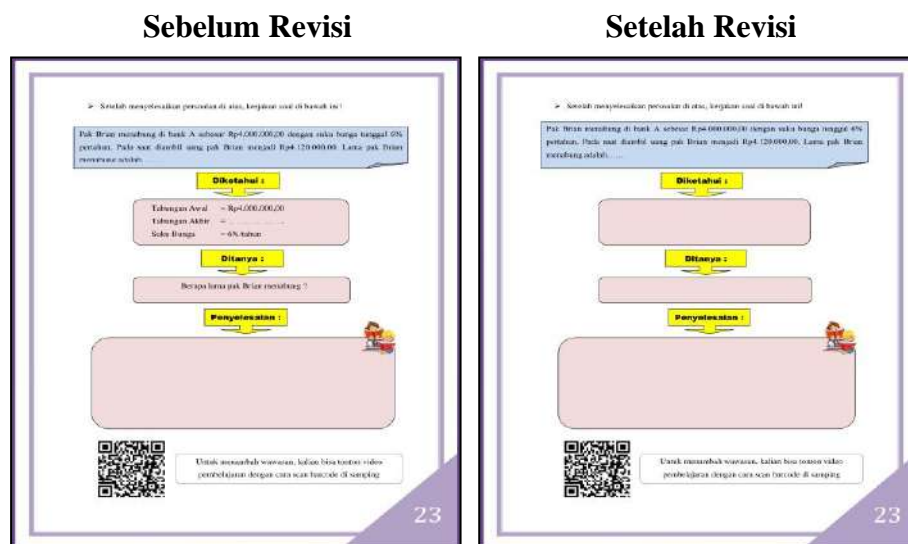 Sebelum Revisi
Setelah Revisi
➢ Setelah menyelesaikan persoalan di atas, kerjakan soal di bawah ini!
Pak Brian menabung di bank A sebesar Rp4.000.000,00 dengan suku bunga tunggal 6%
pertahun. Pada saat diambil uang pak Brian menjadi Rp4.120.000,00. Lama pak Brian
menabung adalah......
Diketahui :
Tabungan Awal = Rp4.000.000,00
Tabungan Akhir = ....................
Suku Bunga = 6%/tahun
Ditanya :
Berapa lama pak Brian menabung ?
Penyelesaian :
Untuk menambah wawasan, kalian bisa tonton video
pembelajaran dengan cara scan barcode di samping
23
➢ Setelah menyelesaikan persoalan di atas, kerjakan soal di bawah ini!
Pak Brian menabung di bank A sebesar Rp4.000.000,00 dengan suku bunga tunggal 6%
pertahun. Pada saat diambil uang pak Brian menjadi Rp4.120.000,00. Lama pak Brian
menabung adalah......
Diketahui :
Ditanya :
Penyelesaian :
Untuk menambah wawasan, kalian bisa tonton video
pembelajaran dengan cara scan barcode di samping
23